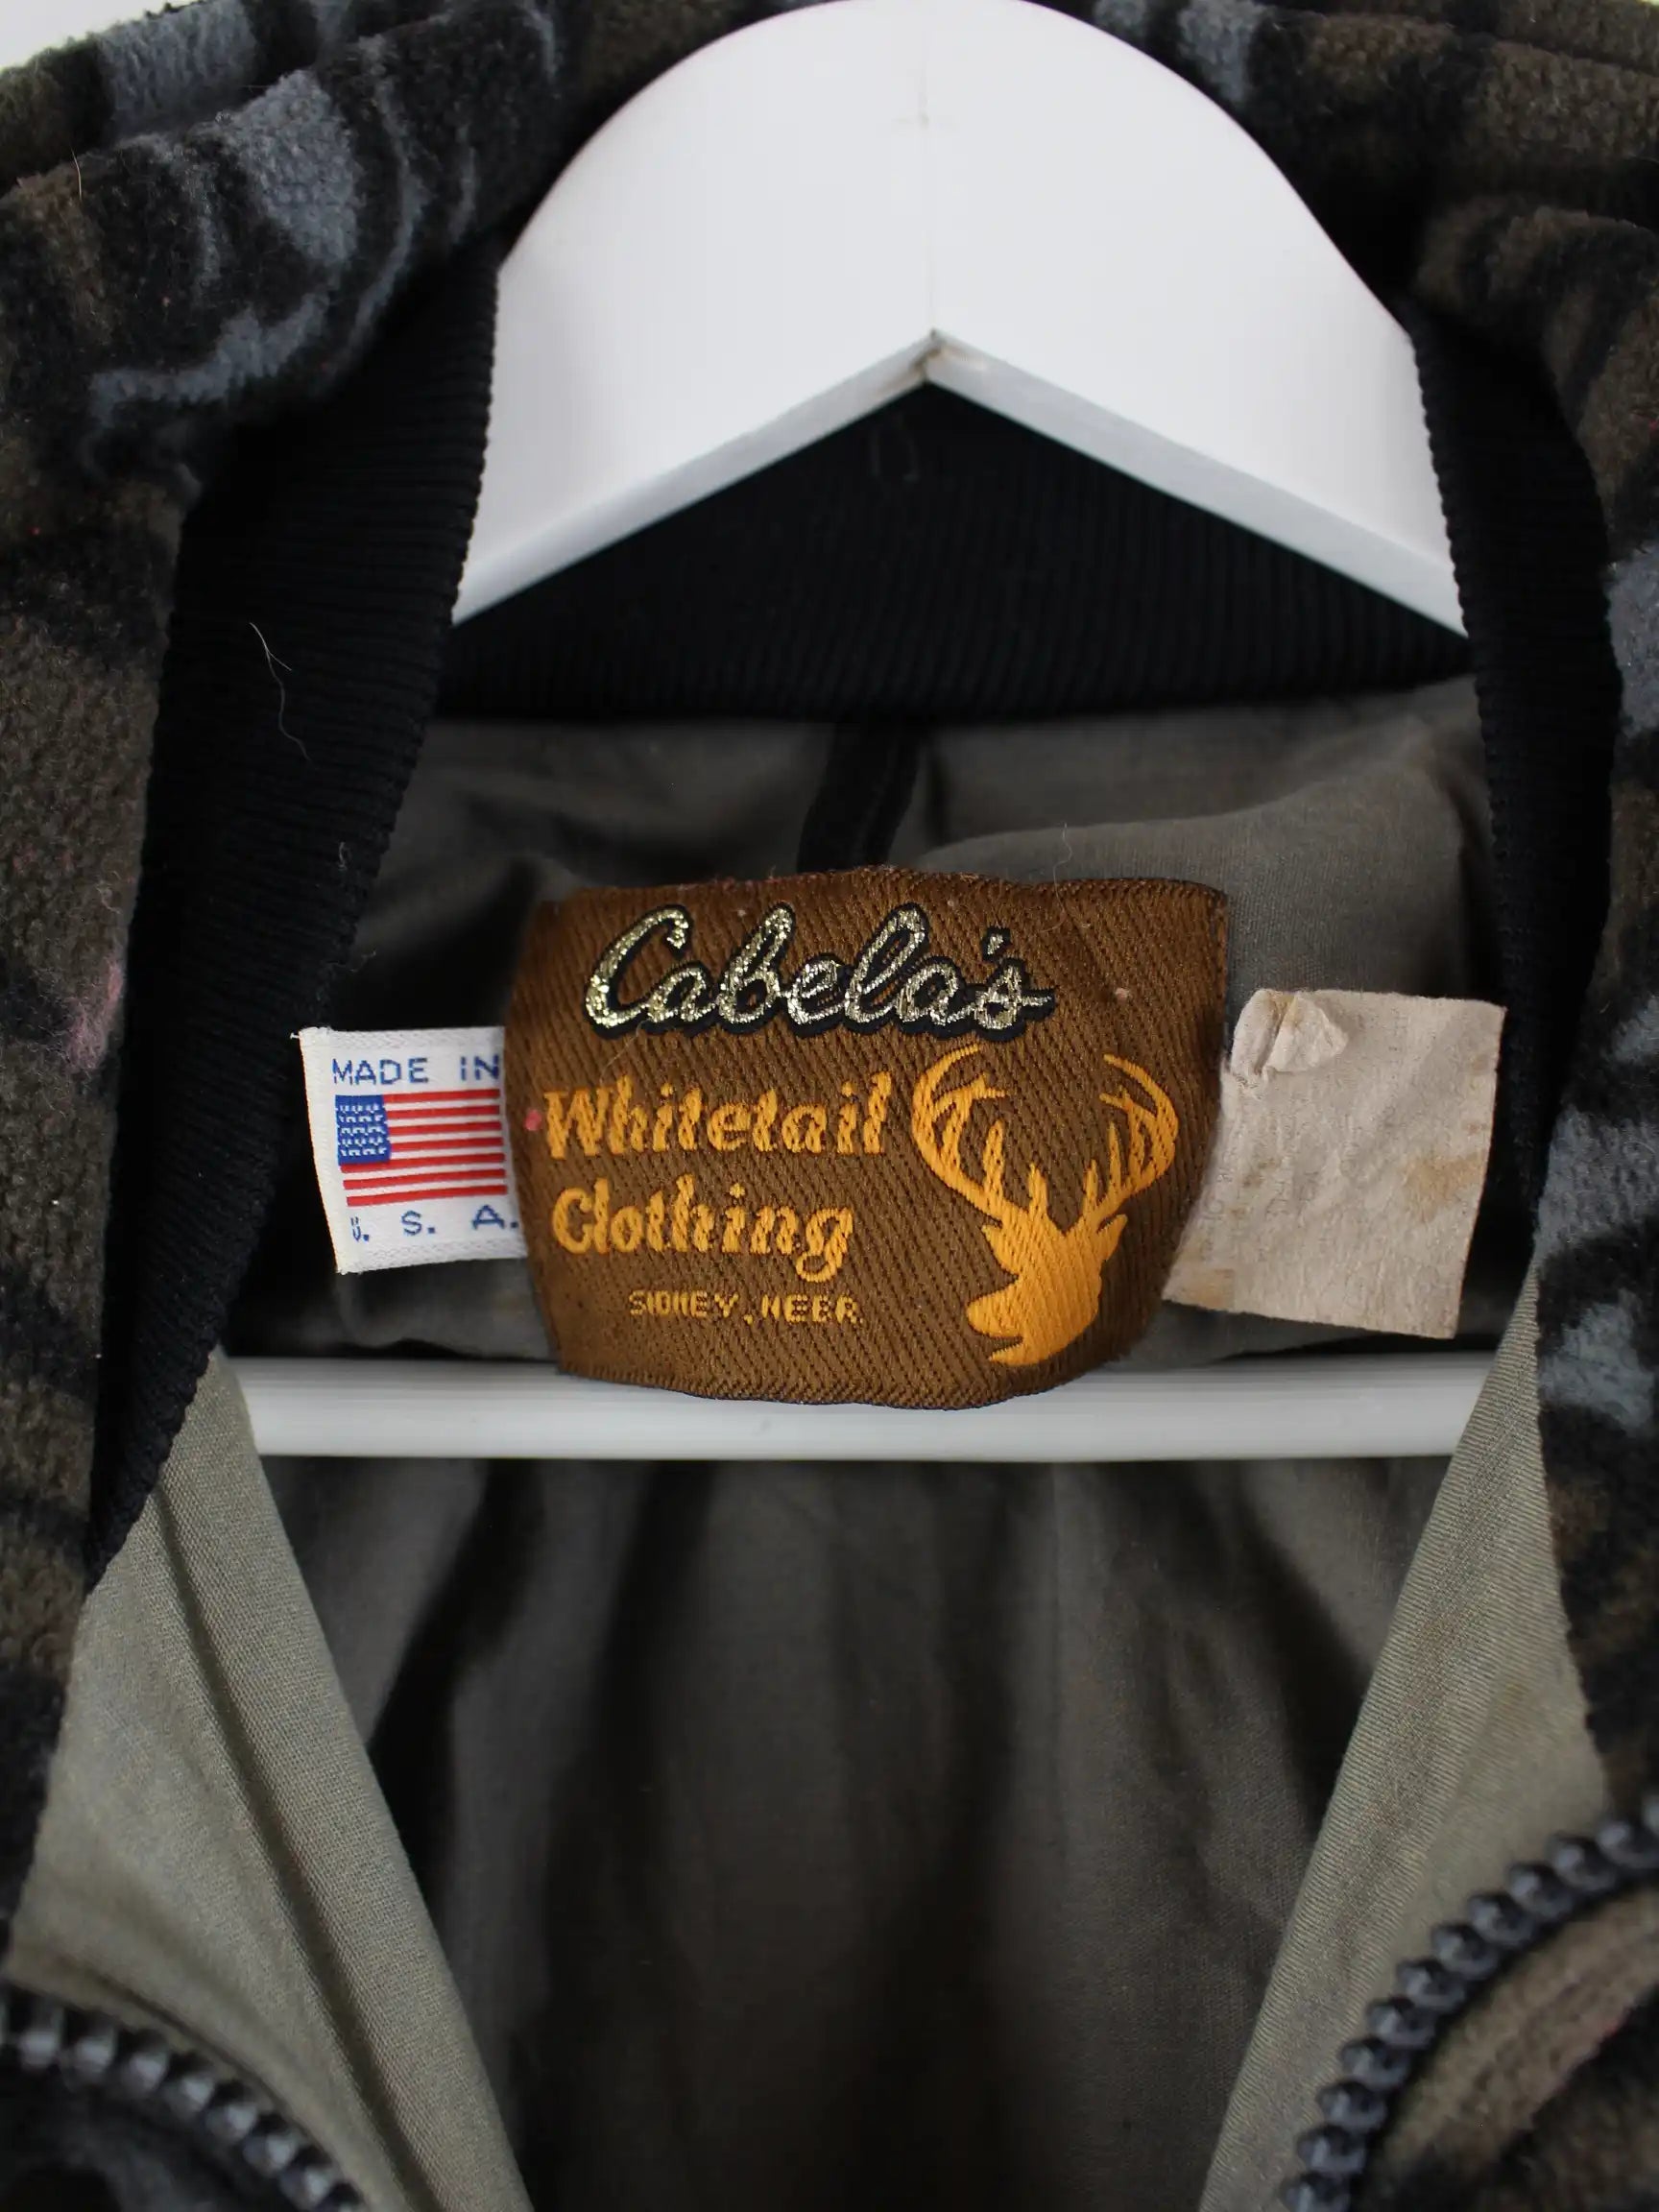 Cabela's
MADE IN
U. S. A.
Whitetail
Clothing
SIDNEY, NEBR